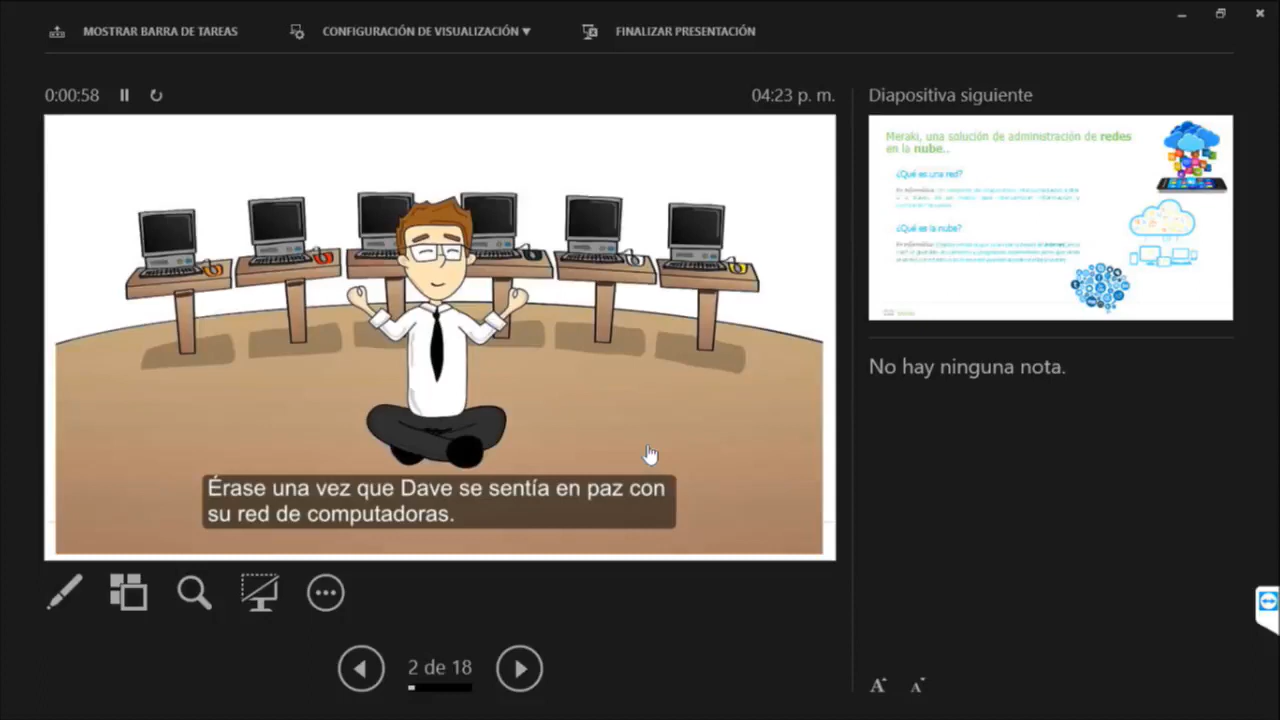 MOSTRAR BARRA DE TAREAS
CONFIGURACIÓN DE VISUALIZACIÓN ▼
FINALIZAR PRESENTACIÓN
0:00:58
04:23 p. m.
Diapositiva siguiente
Érase una vez que Dave se sentía en paz con
su red de computadoras.
Meraki, una solución de administración de redes
en la nube..
¿Qué es una red?
¿Qué es la nube?
No hay ninguna nota.
2 de 18
A
A